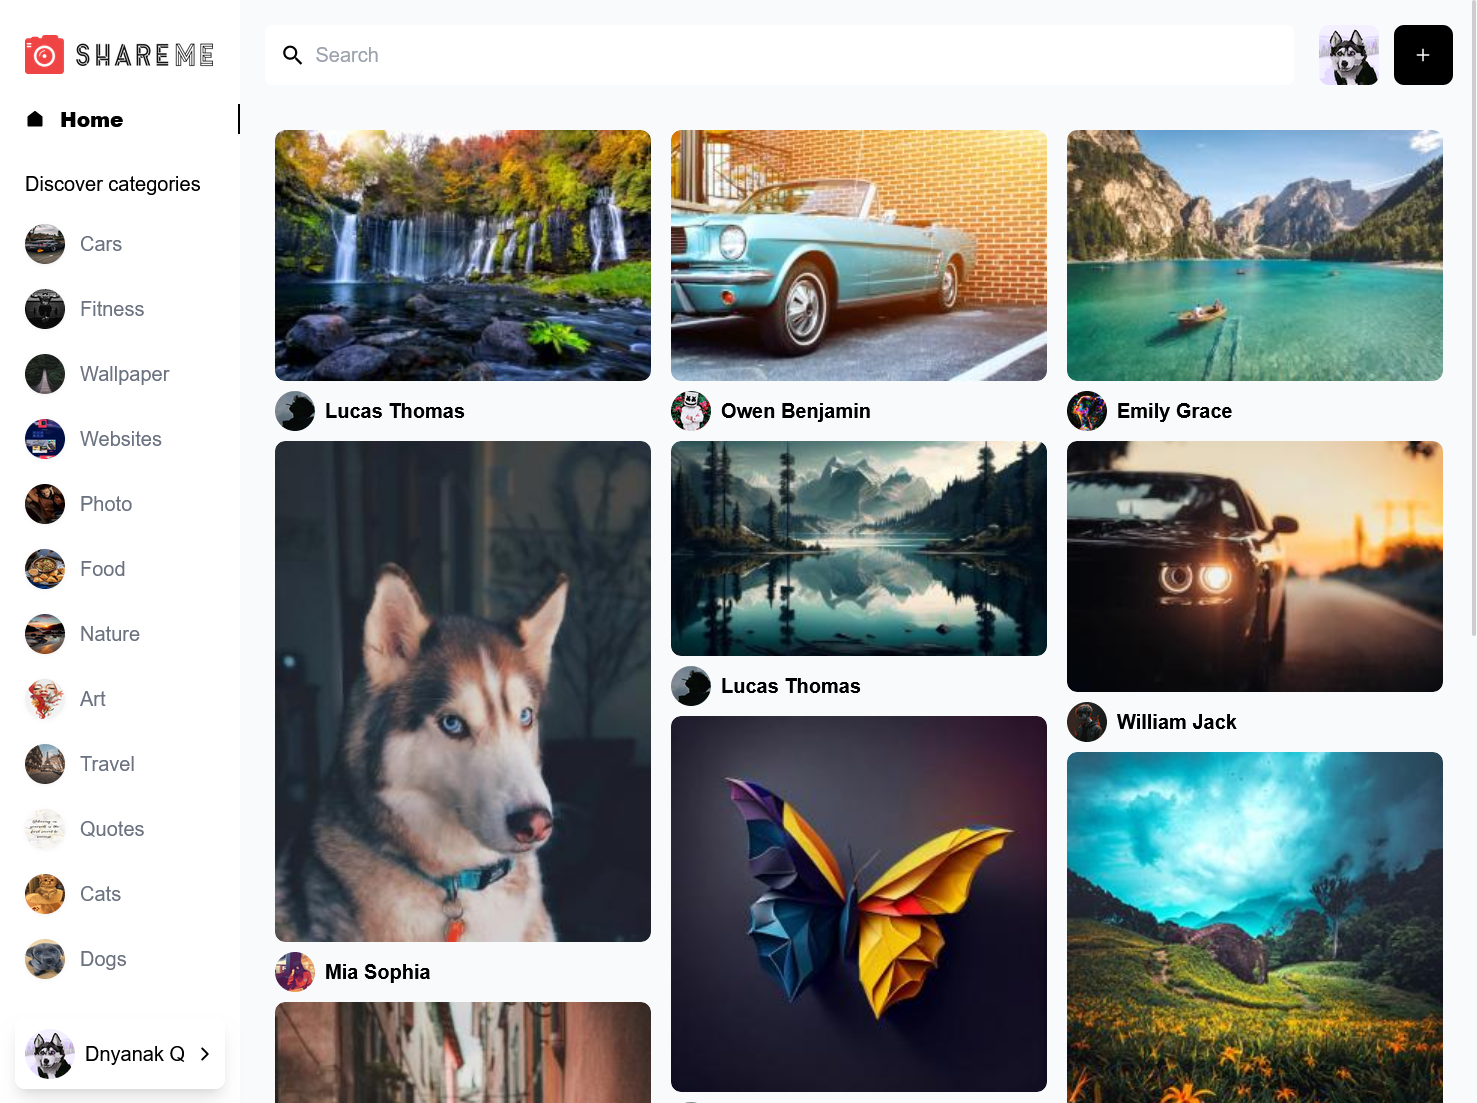 SHAREME
Search
Home
Discover categories
Cars
Fitness
Wallpaper
Websites
Photo
Food
Nature
Art
Travel
Quotes
Cats
Dogs
Dnyanak Q
Lucas Thomas
Owen Benjamin
Emily Grace
Mia Sophia
Lucas Thomas
William Jack